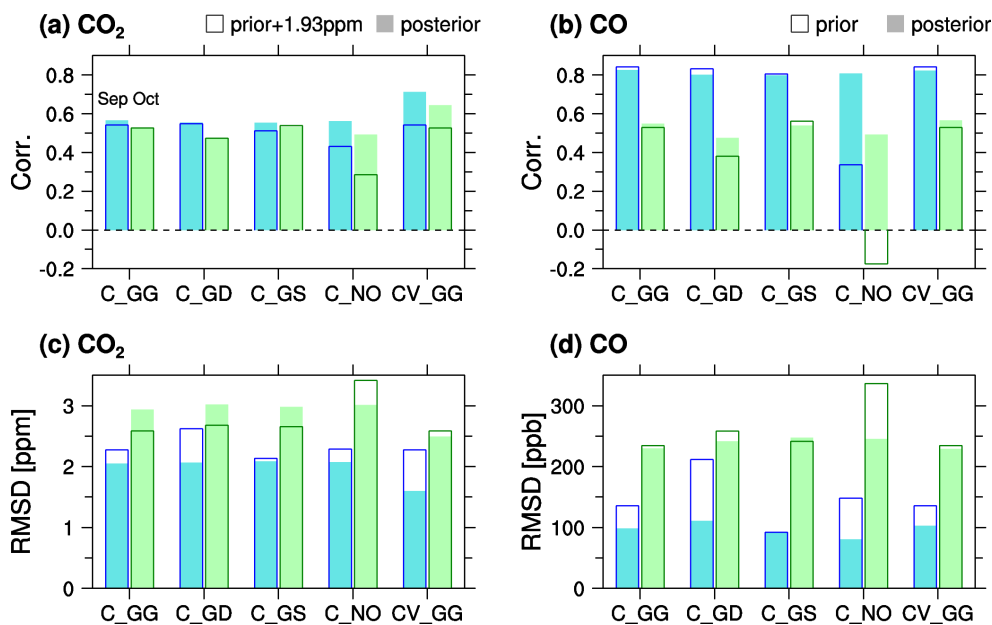 (a) CO₂ prior+1.93ppm posterior
Corr.
0.8
0.6
0.4
0.2
0.0
-0.2
Sep Oct
C_GG C_GD C_GS C_NO CV_GG
(b) CO prior posterior
Corr.
0.8
0.6
0.4
0.2
0.0
-0.2
C_GG C_GD C_GS C_NO CV_GG
(c) CO₂
RMSD [ppm]
3
2
1
0
C_GG C_GD C_GS C_NO CV_GG
(d) CO
RMSD [ppb]
300
200
100
0
C_GG C_GD C_GS C_NO CV_GG